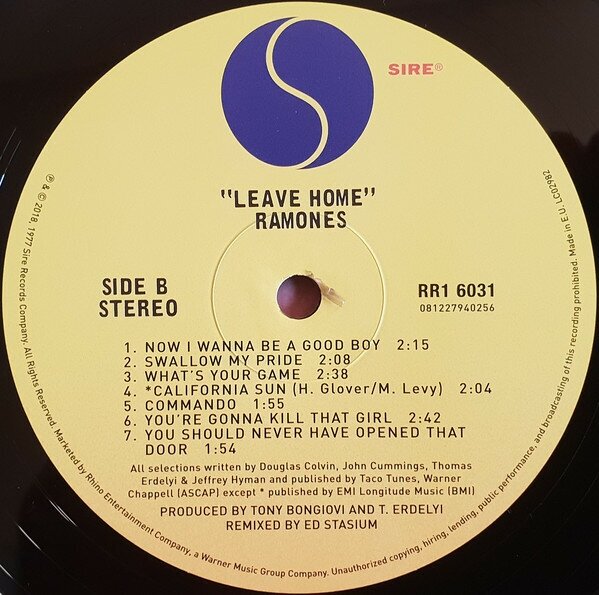 SIRE®
"LEAVE HOME"
RAMONES
SIDE B
STEREO
RR1 6031
081227940256
1. NOW I WANNA BE A GOOD BOY 2:15
2. SWALLOW MY PRIDE 2:08
3. WHAT'S YOUR GAME 2:38
4. *CALIFORNIA SUN (H. Glover/M. Levy) 2:04
5. COMMANDO 1:55
6. YOU'RE GONNA KILL THAT GIRL 2:42
7. YOU SHOULD NEVER HAVE OPENED THAT
DOOR 1:54
All selections written by Douglas Colvin, John Cummings, Thomas
Erdelyi & Jeffrey Hyman and published by Taco Tunes, Warner
Chappell (ASCAP) except * published by EMI Longitude Music (BMI)
PRODUCED BY TONY BONGIOVI AND T. ERDELYI
REMIXED BY ED STASIUM
℗ & © 2018, 1977 Sire Records Company. All Rights Reserved. Marketed by Rhino Entertainment Company, a Warner Music Group Company. Unauthorized copying, hiring, lending, public performance, and broadcasting of this recording prohibited. Made in E.U. LC02982